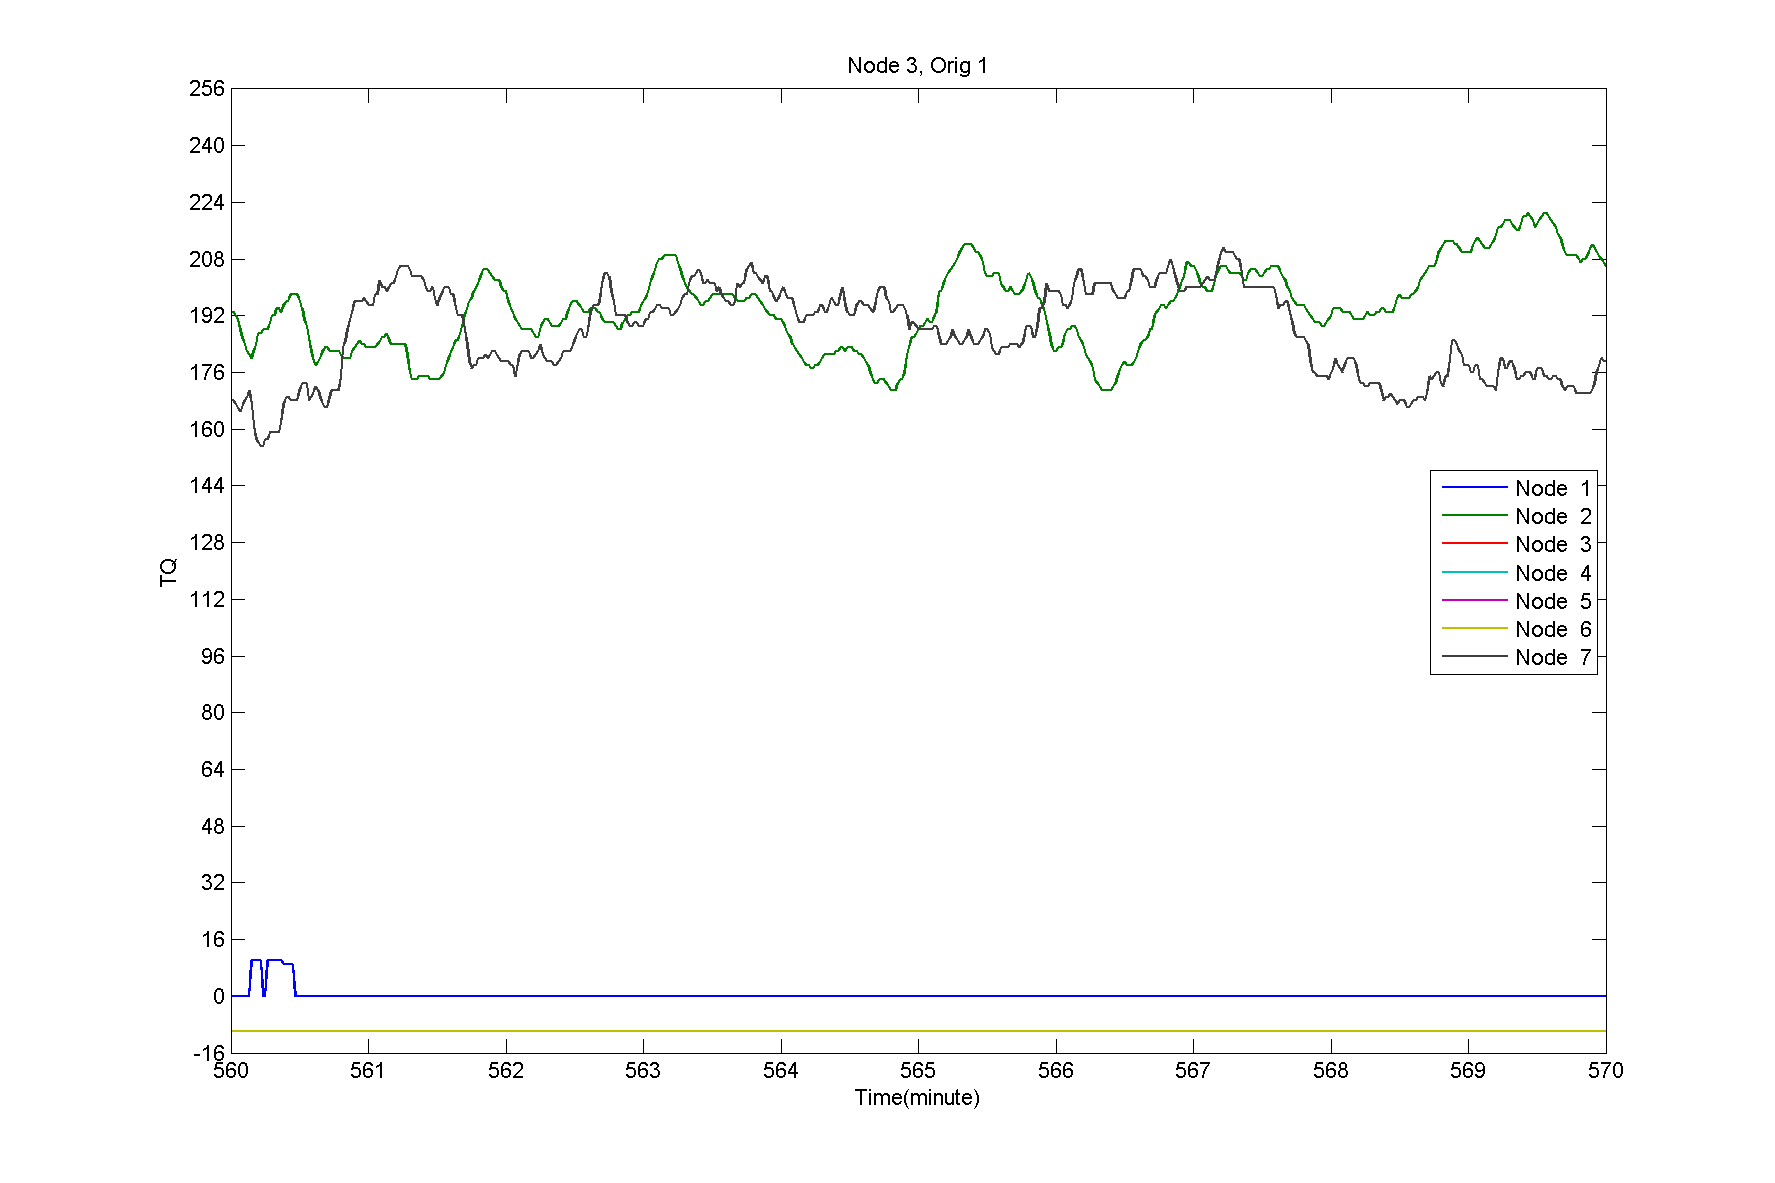 Node 3, Orig 1
256
240
224
208
192
176
160
144
128
112
96
80
64
48
32
16
0
-16
TQ
Node 1
Node 2
Node 3
Node 4
Node 5
Node 6
Node 7
560 561 562 563 564 565 566 567 568 569 570
Time(minute)